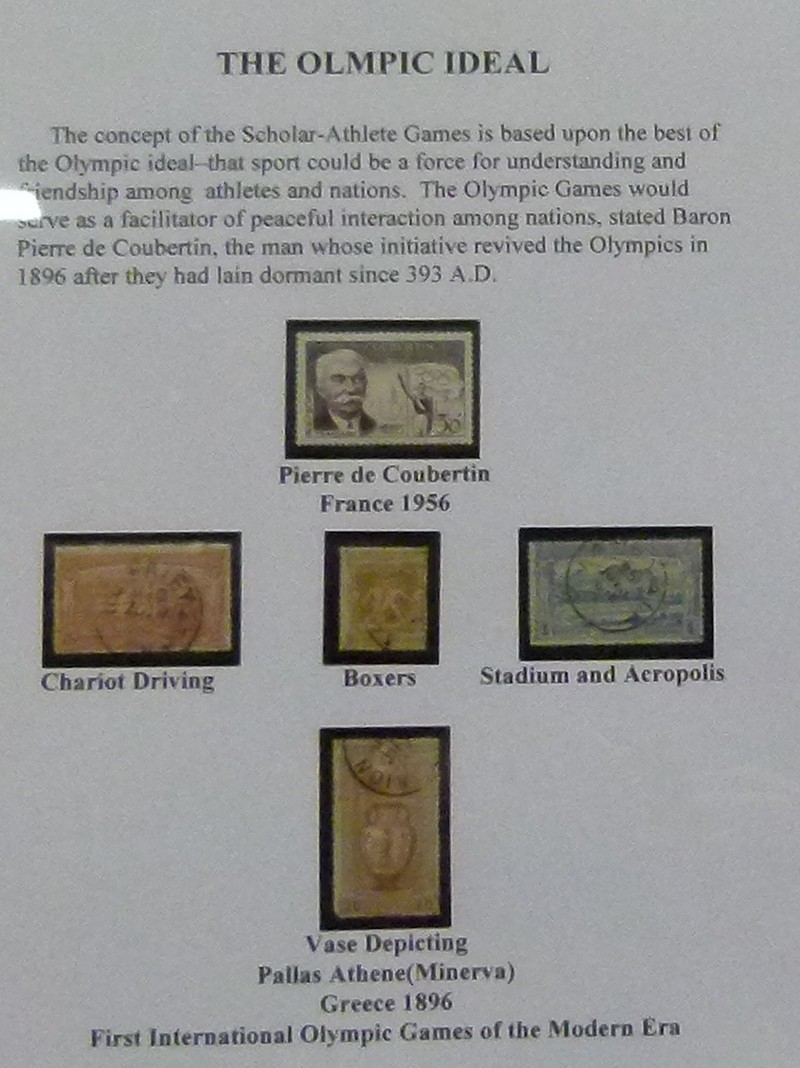 THE OLMPIC IDEAL
The concept of the Scholar-Athlete Games is based upon the best of
the Olympic ideal--that sport could be a force for understanding and
friendship among athletes and nations. The Olympic Games would
serve as a facilitator of peaceful interaction among nations, stated Baron
Pierre de Coubertin, the man whose initiative revived the Olympics in
1896 after they had lain dormant since 393 A.D.
30
Pierre de Coubertin
France 1956
Chariot Driving
Boxers
Stadium and Acropolis
Vase Depicting
Pallas Athene(Minerva)
Greece 1896
First International Olympic Games of the Modern Era